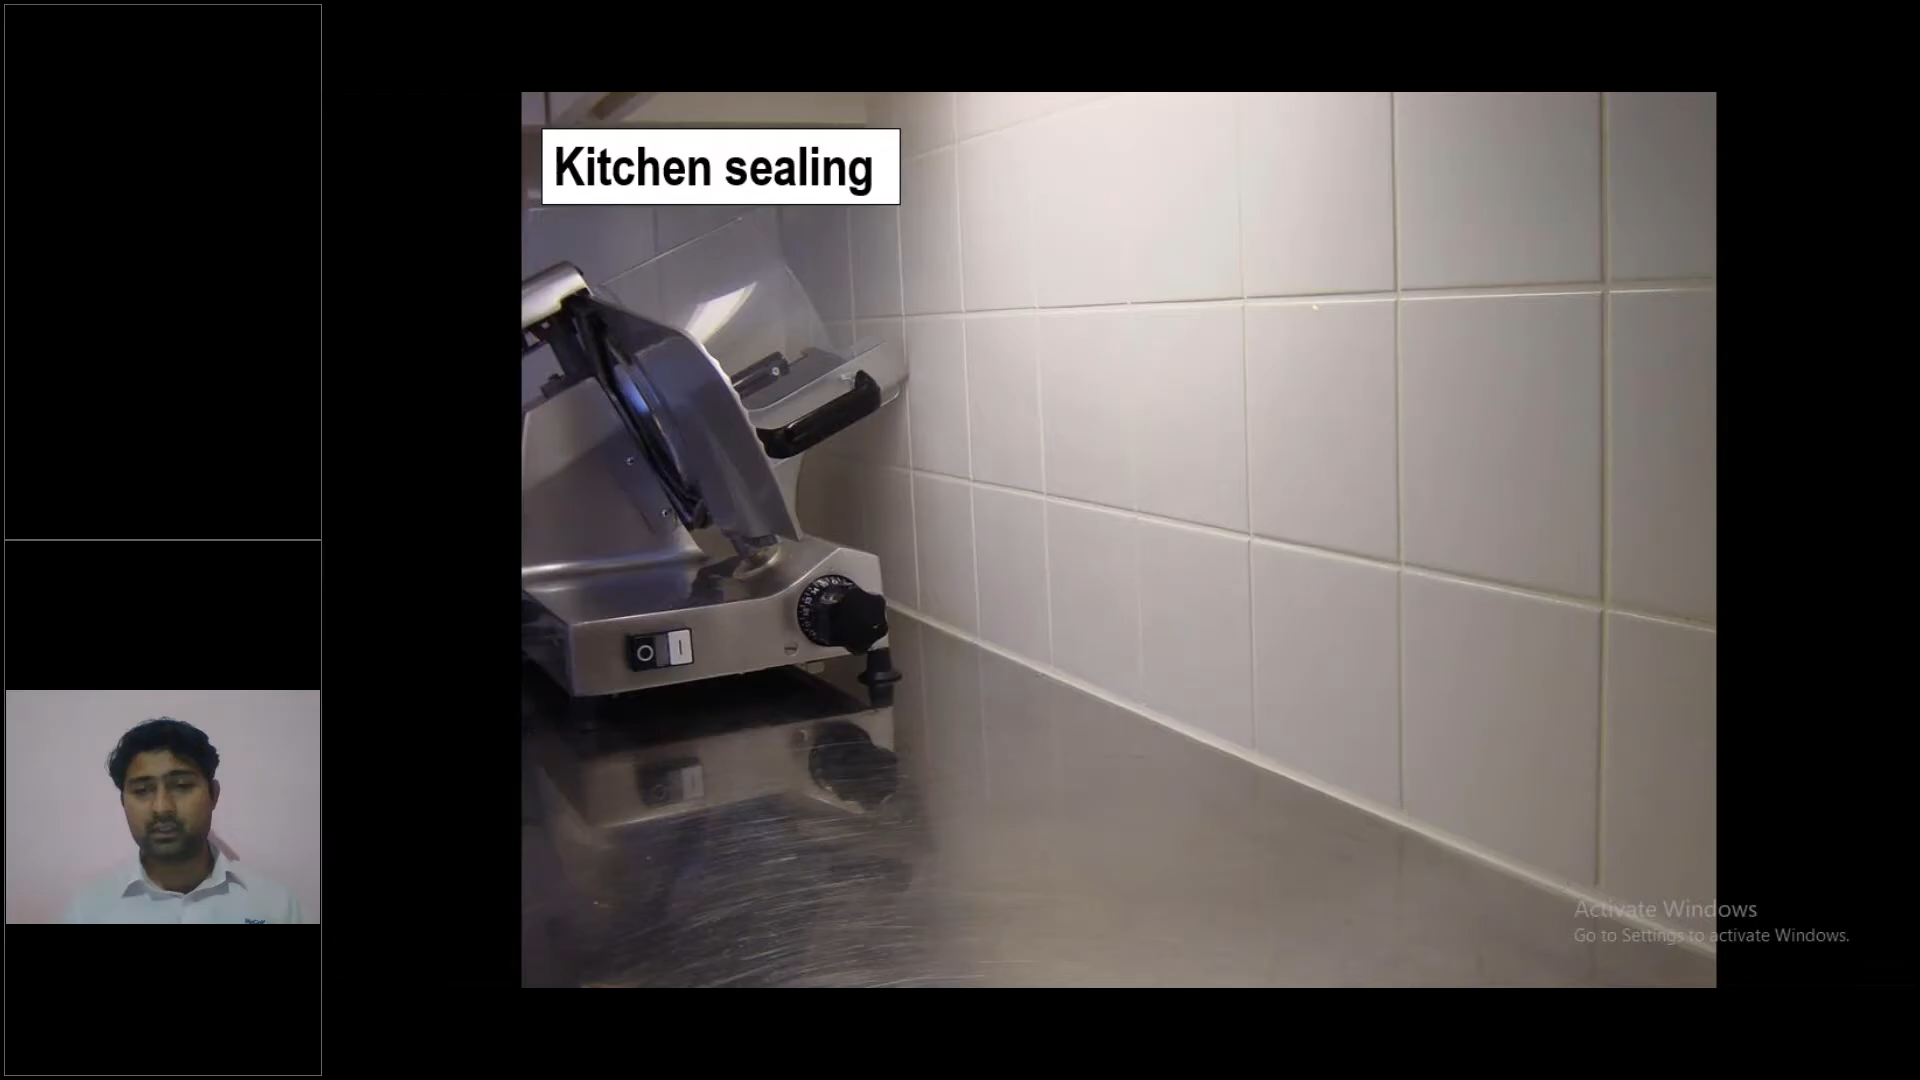 Kitchen sealing
Activate Windows
Go to Settings to activate Windows.